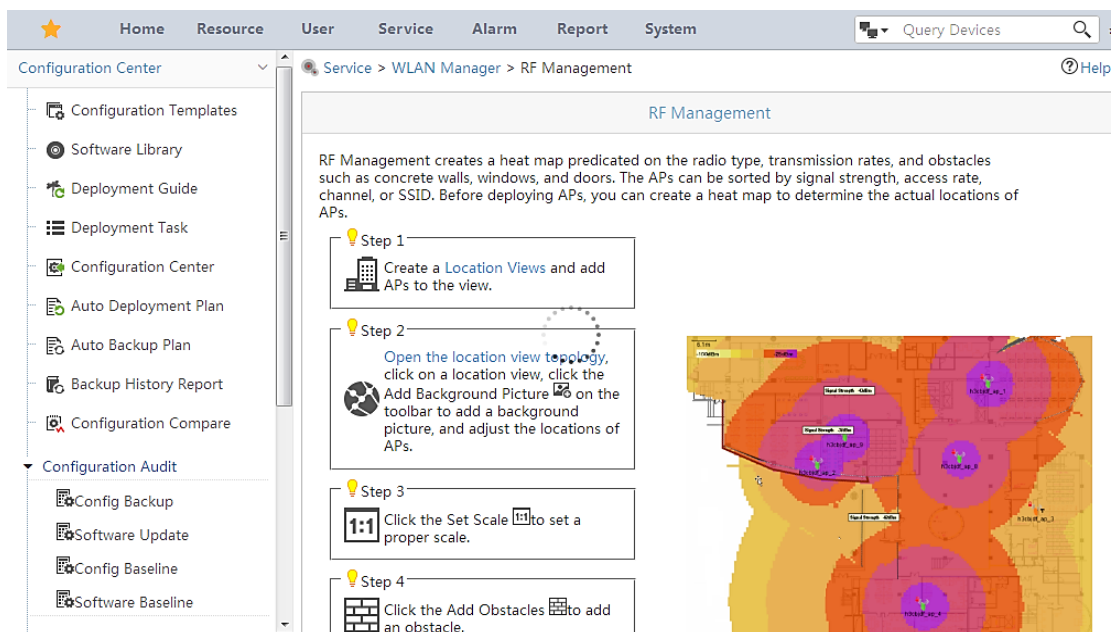 Home Resource User Service Alarm Report System Query Devices
Configuration Center
Service > WLAN Manager > RF Management
Help
Configuration Templates
Software Library
Deployment Guide
Deployment Task
Configuration Center
Auto Deployment Plan
Auto Backup Plan
Backup History Report
Configuration Compare
Configuration Audit
Config Backup
Software Update
Config Baseline
Software Baseline
RF Management
RF Management creates a heat map predicated on the radio type, transmission rates, and obstacles
such as concrete walls, windows, and doors. The APs can be sorted by signal strength, access rate,
channel, or SSID. Before deploying APs, you can create a heat map to determine the actual locations of
APs.
Step 1
Create a Location Views and add
APs to the view.
Step 2
Open the location view topology,
click on a location view, click the
Add Background Picture on the
toolbar to add a background
picture, and adjust the locations of
APs.
Step 3
1:1
Click the Set Scale 1:1 to set a
proper scale.
Step 4
Click the Add Obstacles to add
an obstacle.